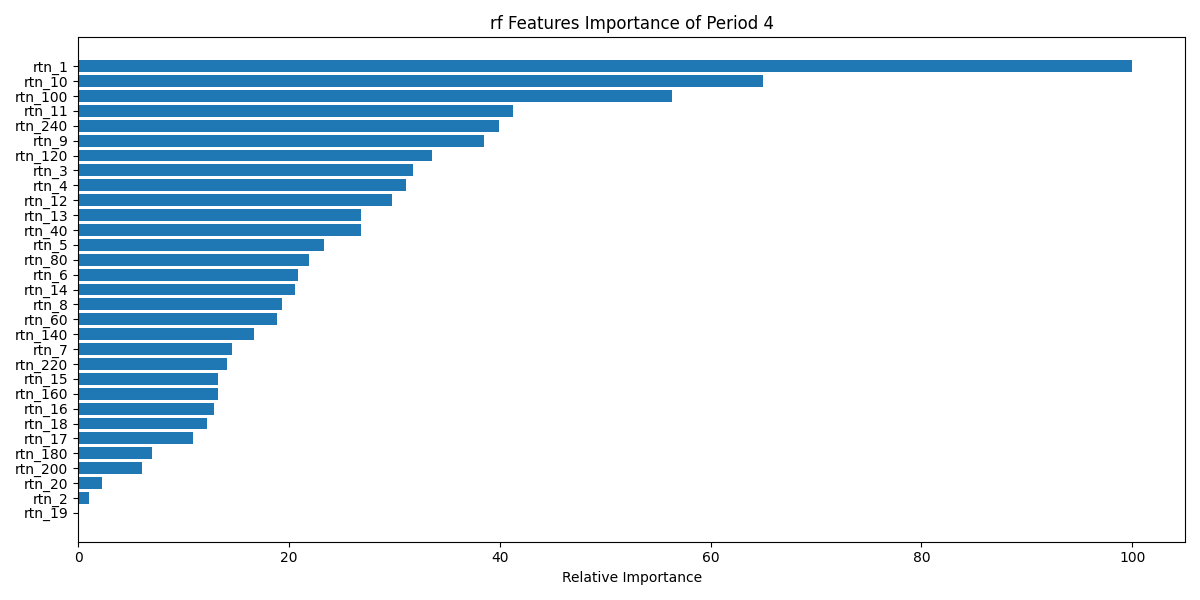 rf Features Importance of Period 4
rtn_1
rtn_10
rtn_100
rtn_11
rtn_240
rtn_9
rtn_120
rtn_3
rtn_4
rtn_12
rtn_13
rtn_40
rtn_5
rtn_80
rtn_6
rtn_14
rtn_8
rtn_60
rtn_140
rtn_7
rtn_220
rtn_15
rtn_160
rtn_16
rtn_18
rtn_17
rtn_180
rtn_200
rtn_20
rtn_2
rtn_19
0 20 40 60 80 100
Relative Importance